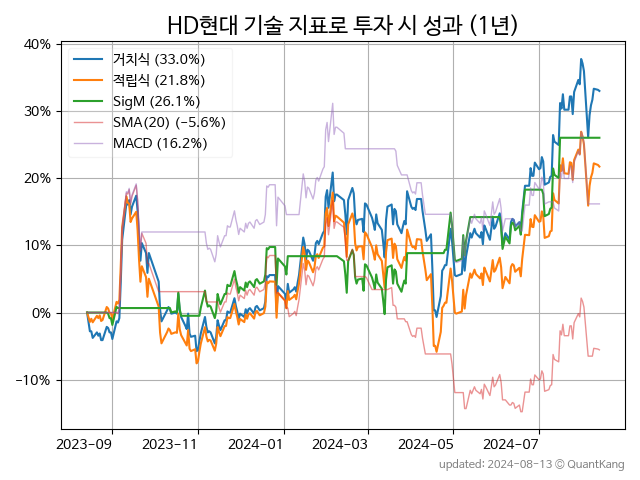 HD현대 기술 지표로 투자 시 성과 (1년)
거치식 (33.0%)
적립식 (21.8%)
SigM (26.1%)
SMA(20) (−5.6%)
MACD (16.2%)
40%
30%
20%
10%
0%
−10%
2023-09 2023-11 2024-01 2024-03 2024-05 2024-07
updated: 2024-08-13 © QuantKang